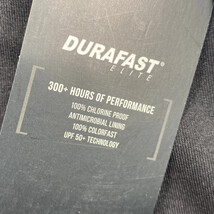 DURAFAST®
ELITE
300+ HOURS OF PERFORMANCE
100% CHLORINE PROOF
ANTIMICROBIAL LINING
100% COLORFAST
UPF 50+ TECHNOLOGY